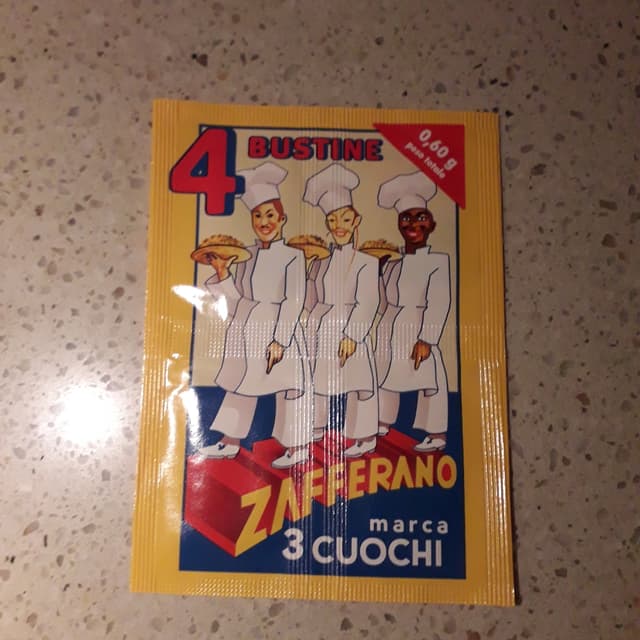 4 BUSTINE
0,60 g
peso totale
ZAFFERANO
marca
3 CUOCHI